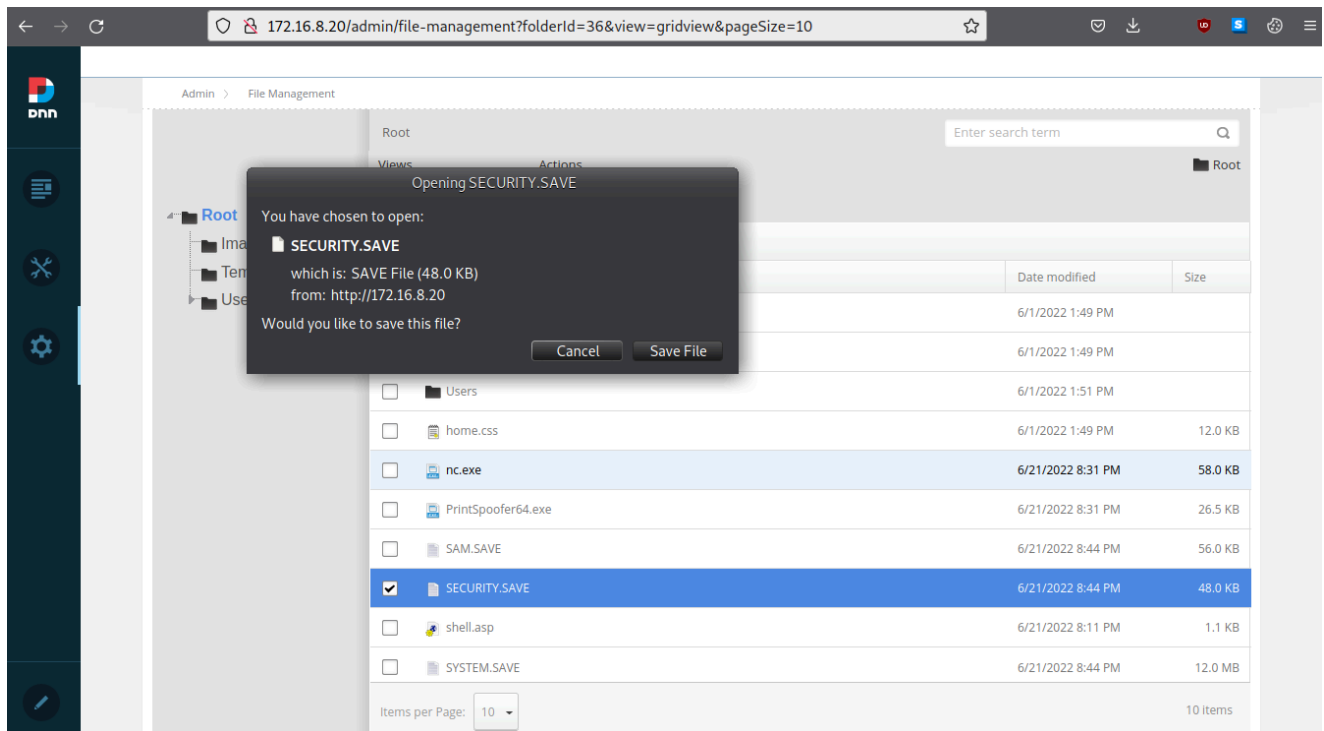 172.16.8.20/admin/file-management?folderId=36&view=gridview&pageSize=10
DNN
Admin > File Management
Root
Enter search term
Views Actions
Root
Opening SECURITY.SAVE
You have chosen to open:
SECURITY.SAVE
which is: SAVE File (48.0 KB)
from: http://172.16.8.20
Would you like to save this file?
Cancel Save File
Root
Ima
Tem
Use
Date modified Size
6/1/2022 1:49 PM
6/1/2022 1:49 PM
Users 6/1/2022 1:51 PM
home.css 6/1/2022 1:49 PM 12.0 KB
nc.exe 6/21/2022 8:31 PM 58.0 KB
PrintSpoofer64.exe 6/21/2022 8:31 PM 26.5 KB
SAM.SAVE 6/21/2022 8:44 PM 56.0 KB
SECURITY.SAVE 6/21/2022 8:44 PM 48.0 KB
shell.asp 6/21/2022 8:11 PM 1.1 KB
SYSTEM.SAVE 6/21/2022 8:44 PM 12.0 MB
Items per Page: 10
10 items